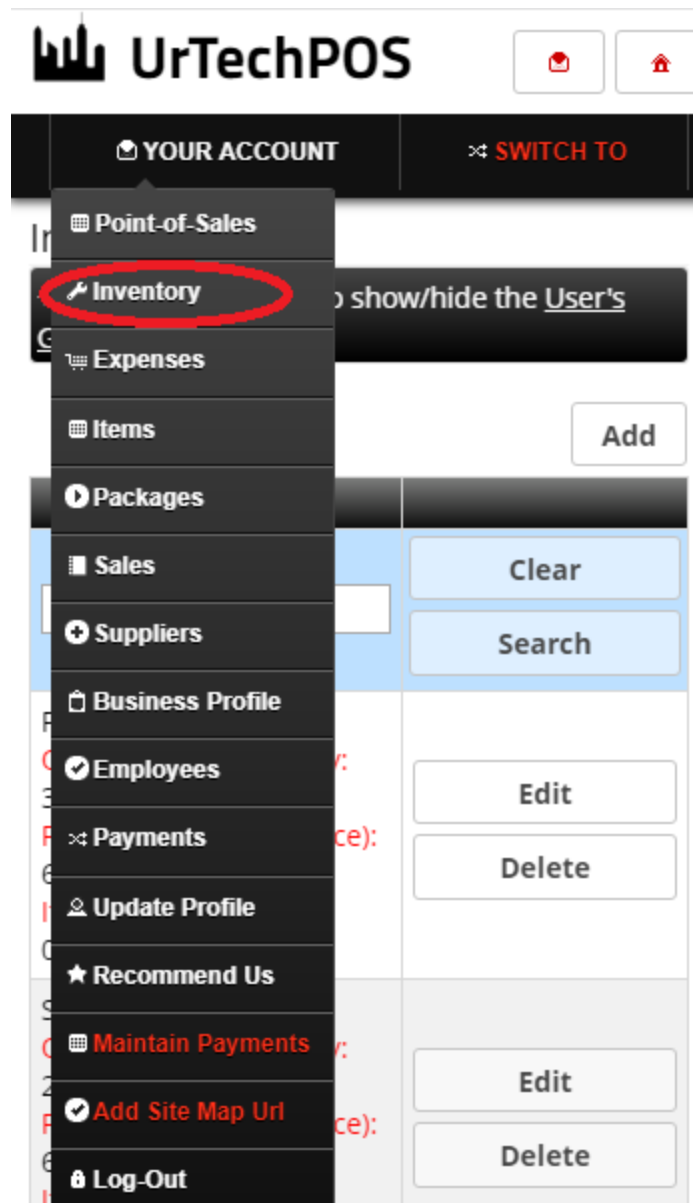 UrTechPOS
YOUR ACCOUNT
SWITCH TO
Point-of-Sales
Inventory
show/hide the User's
Expenses
Add
Items
Packages
Clear
Sales
Search
Suppliers
Business Profile
Employees
Edit
Payments
ce):
Delete
Update Profile
Recommend Us
Maintain Payments
Edit
Add Site Map Url
ce):
Delete
Log-Out